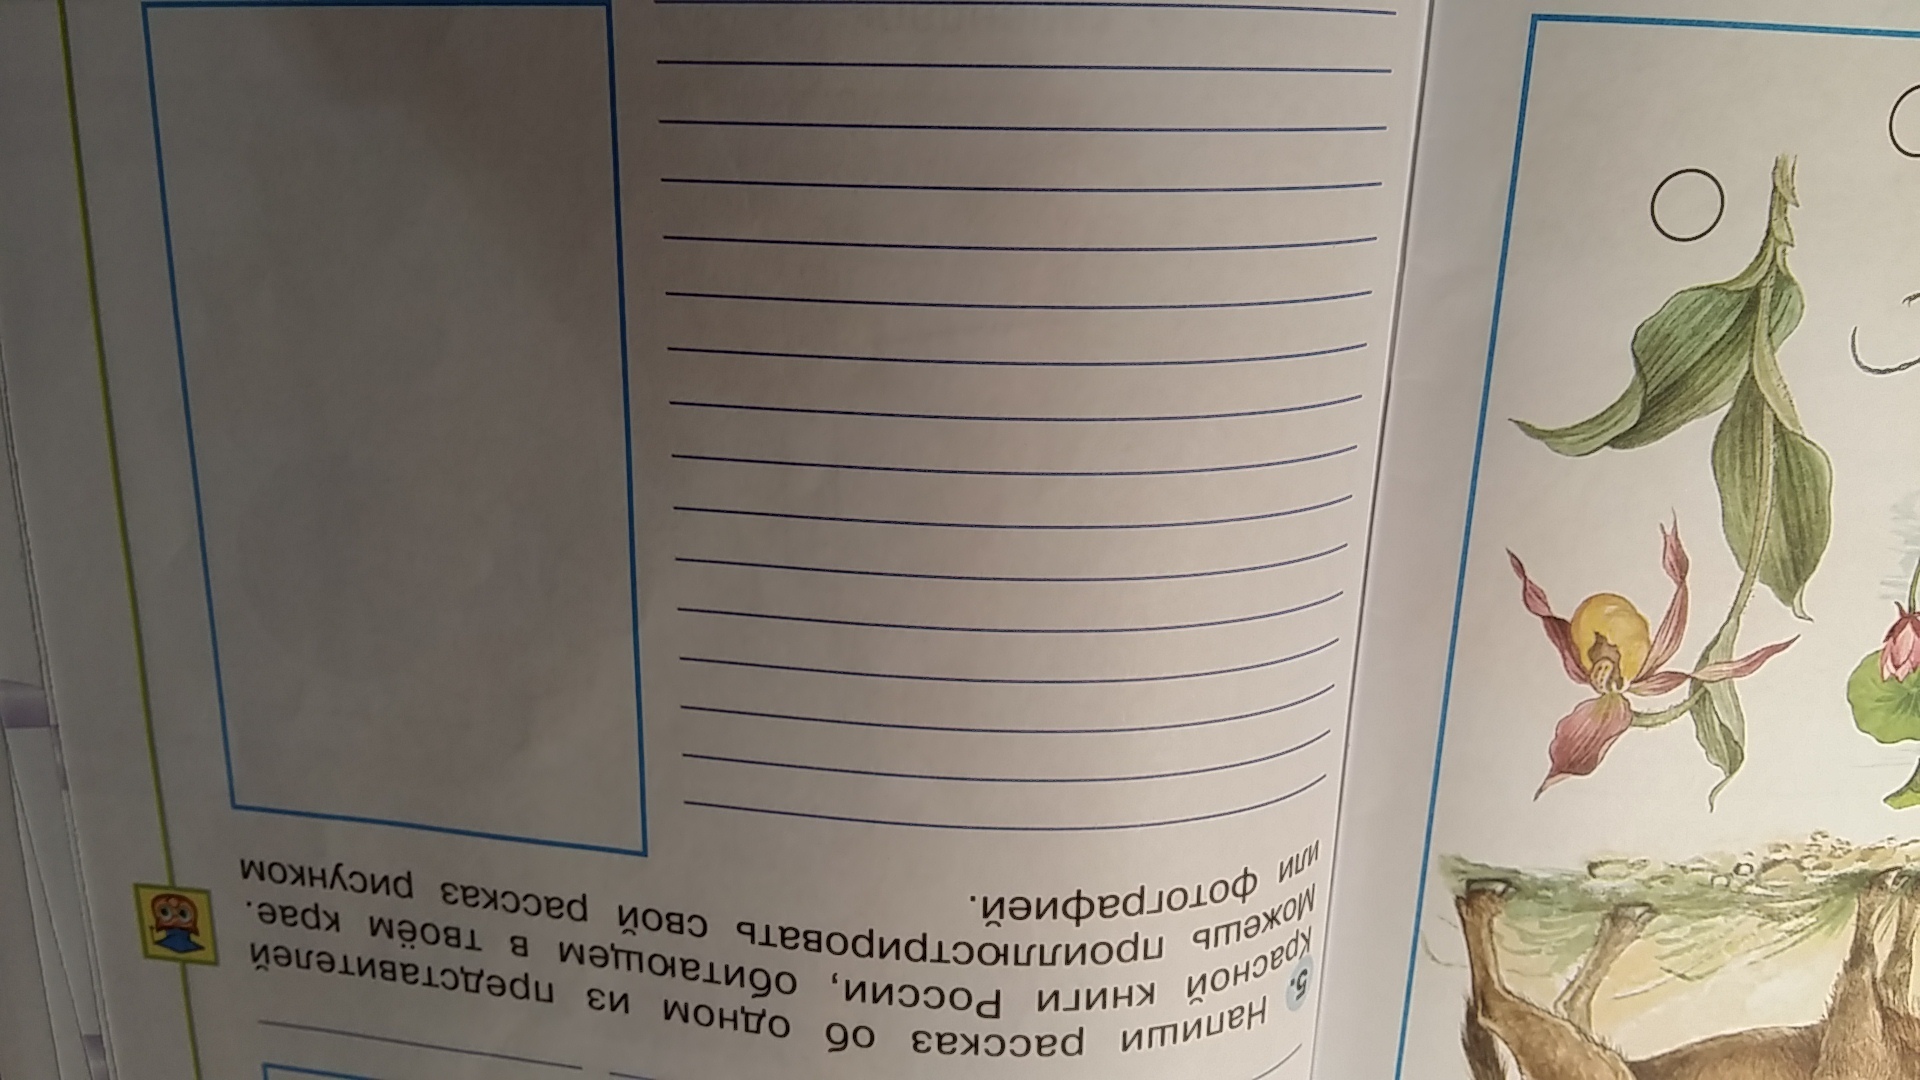 5. Напиши рассказ об одном из представителей
Красной книги России, обитающем в твоём крае.
Можешь проиллюстрировать свой рассказ рисунком
или фотографией.